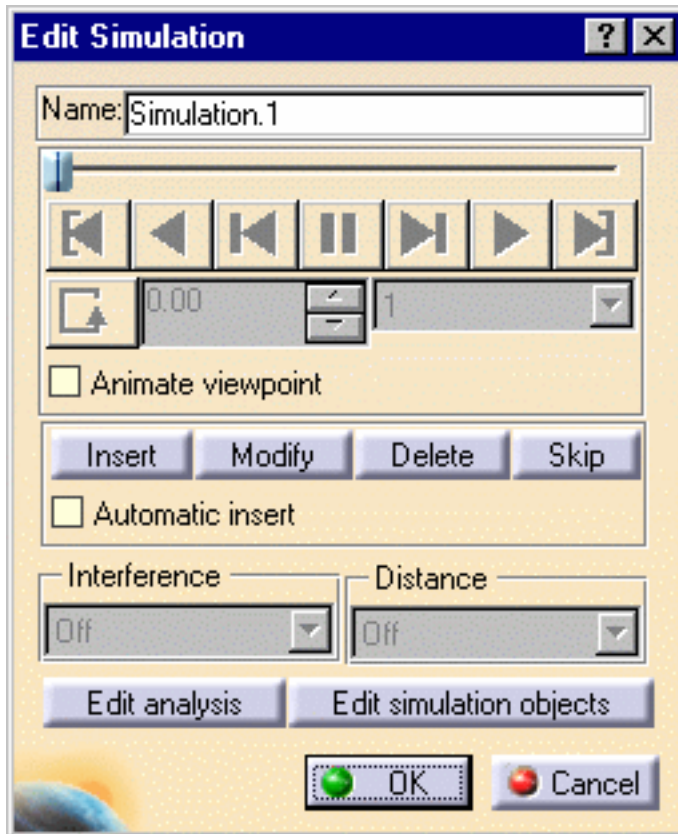 Edit Simulation
Name: Simulation.1
0.00 1
Animate viewpoint
Insert Modify Delete Skip
Automatic insert
Interference Distance
Off Off
Edit analysis Edit simulation objects
OK Cancel